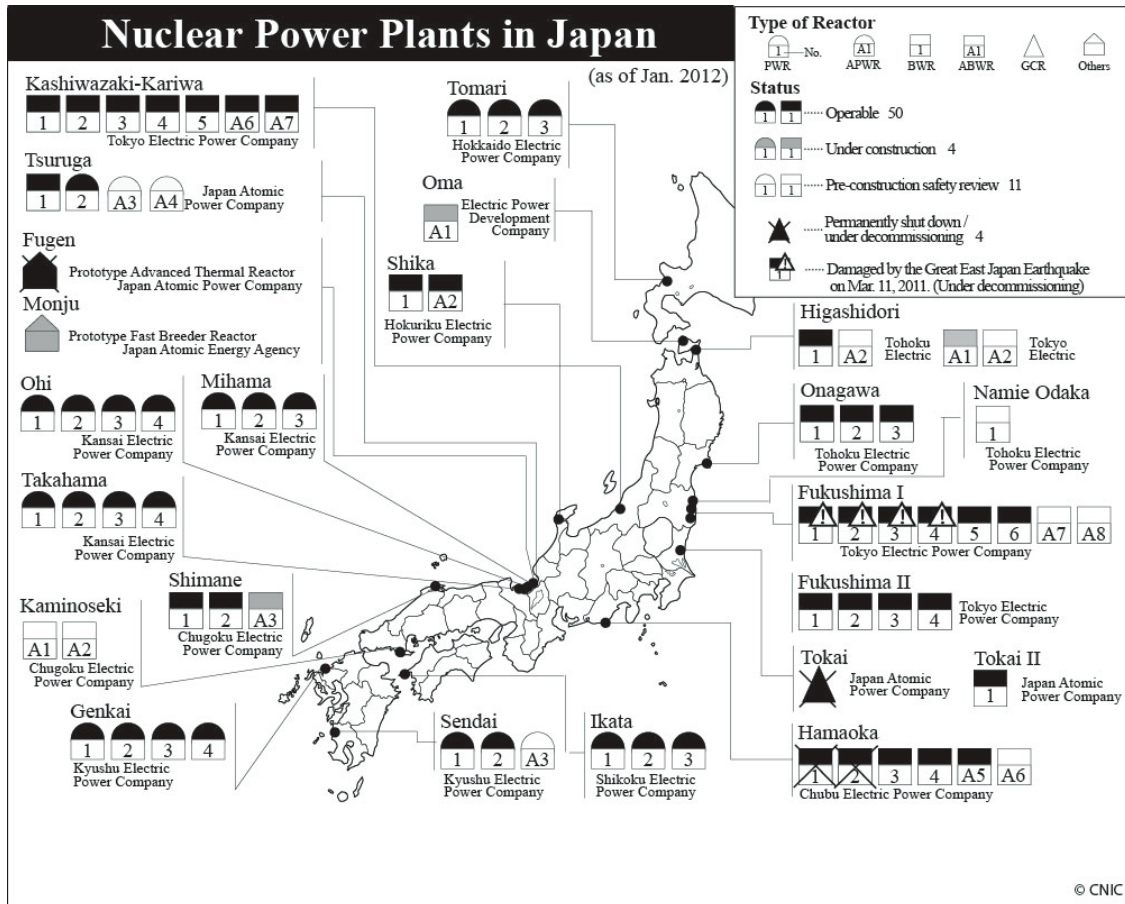 Nuclear Power Plants in Japan
(as of Jan. 2012)
Type of Reactor
1 No. A1 1 A1
PWR APWR BWR ABWR GCR Others
Status
1 1 ······ Operable 50
1 1 ······ Under construction 4
1 1 ······ Pre-construction safety review 11
······ Permanently shut down /
under decommissioning 4
1 ······ Damaged by the Great East Japan Earthquake
on Mar. 11, 2011. (Under decommissioning)
Kashiwazaki-Kariwa
1 2 3 4 5 A6 A7
Tokyo Electric Power Company
Tsuruga
1 2 A3 A4
Japan Atomic
Power Company
Fugen
Prototype Advanced Thermal Reactor
Japan Atomic Power Company
Monju
Prototype Fast Breeder Reactor
Japan Atomic Energy Agency
Ohi
1 2 3 4
Kansai Electric
Power Company
Mihama
1 2 3
Kansai Electric
Power Company
Takahama
1 2 3 4
Kansai Electric
Power Company
Shimane
1 2 A3
Chugoku Electric
Power Company
Kaminoseki
A1 A2
Chugoku Electric
Power Company
Genkai
1 2 3 4
Kyushu Electric
Power Company
Tomari
1 2 3
Hokkaido Electric
Power Company
Oma
A1
Electric Power
Development
Company
Shika
1 A2
Hokuriku Electric
Power Company
Sendai
1 2 A3
Kyushu Electric
Power Company
Ikata
1 2 3
Shikoku Electric
Power Company
Higashidori
1 A2 Tohoku
Electric
A1 A2 Tokyo
Electric
Onagawa
1 2 3
Tohoku Electric
Power Company
Namie Odaka
1
Tohoku Electric
Power Company
Fukushima I
! ! ! !
1 2 3 4 5 6 A7 A8
Tokyo Electric Power Company
Fukushima II
1 2 3 4
Tokyo Electric
Power Company
Tokai
Japan Atomic
Power Company
Tokai II
1
Japan Atomic
Power Company
Hamaoka
1 2 3 4 A5 A6
Chubu Electric Power Company
© CNIC